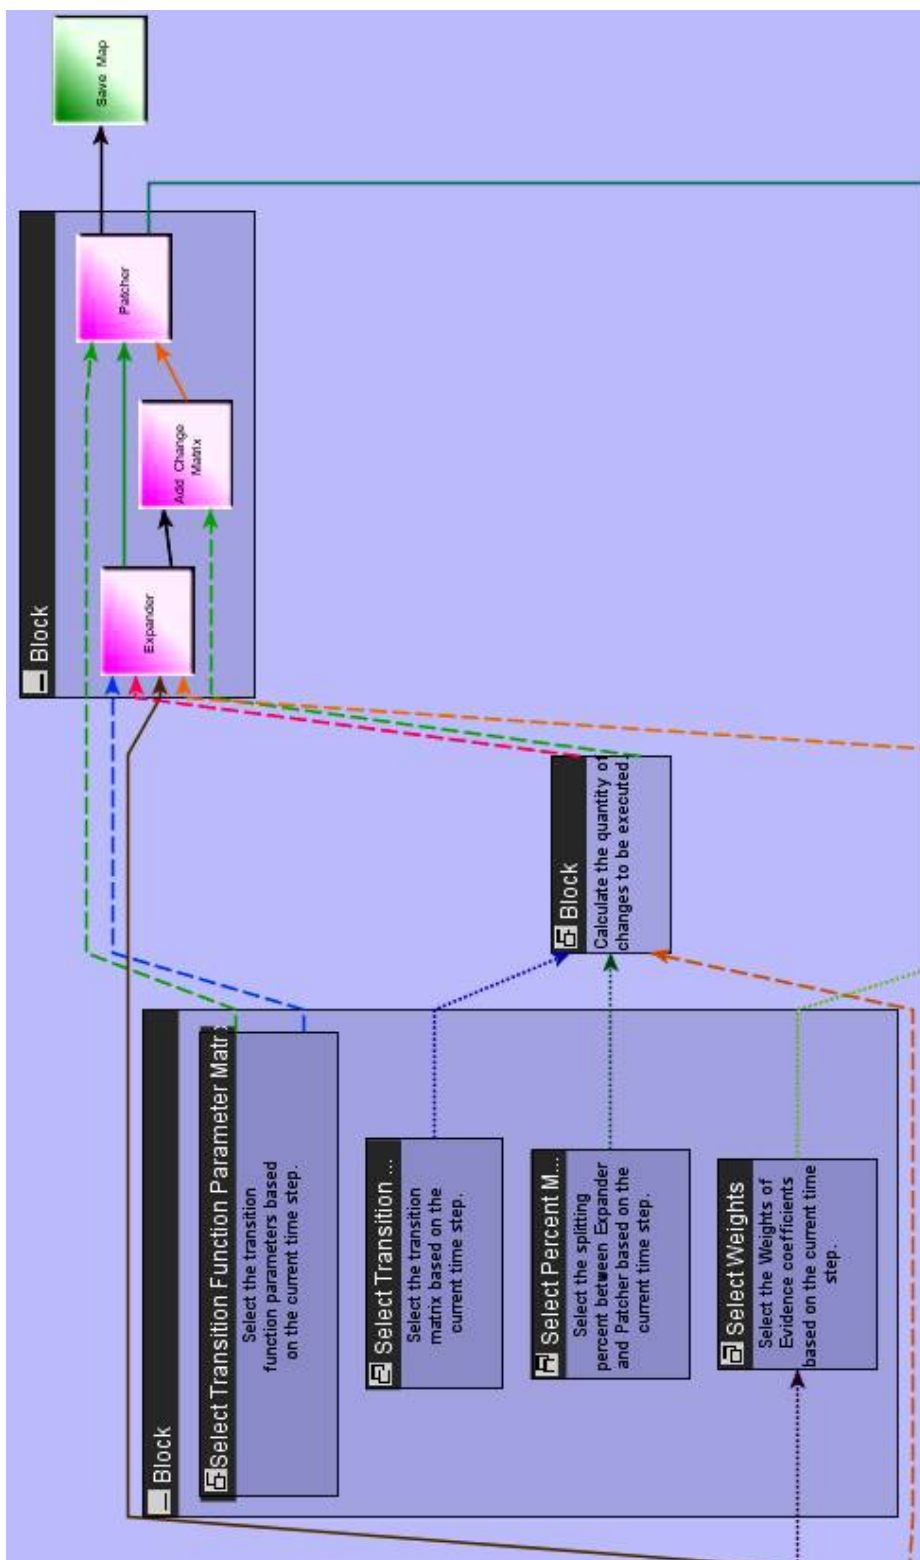 Block
Select Transition Function Parameter Matr
Select the transition
function parameters based
on the current time step.
Select Transition ...
Select the transition
matrix based on the
current time step.
Select Percent M...
Select the splitting
percent between Expander
and Patcher based on the
current time step.
Select Weights
Select the Weights of
Evidence coefficients
based on the current time
step.
Block
Calculate the quantity of
changes to be executed.
Block
Expander
Add Change
Matrix
Patcher
Save Map